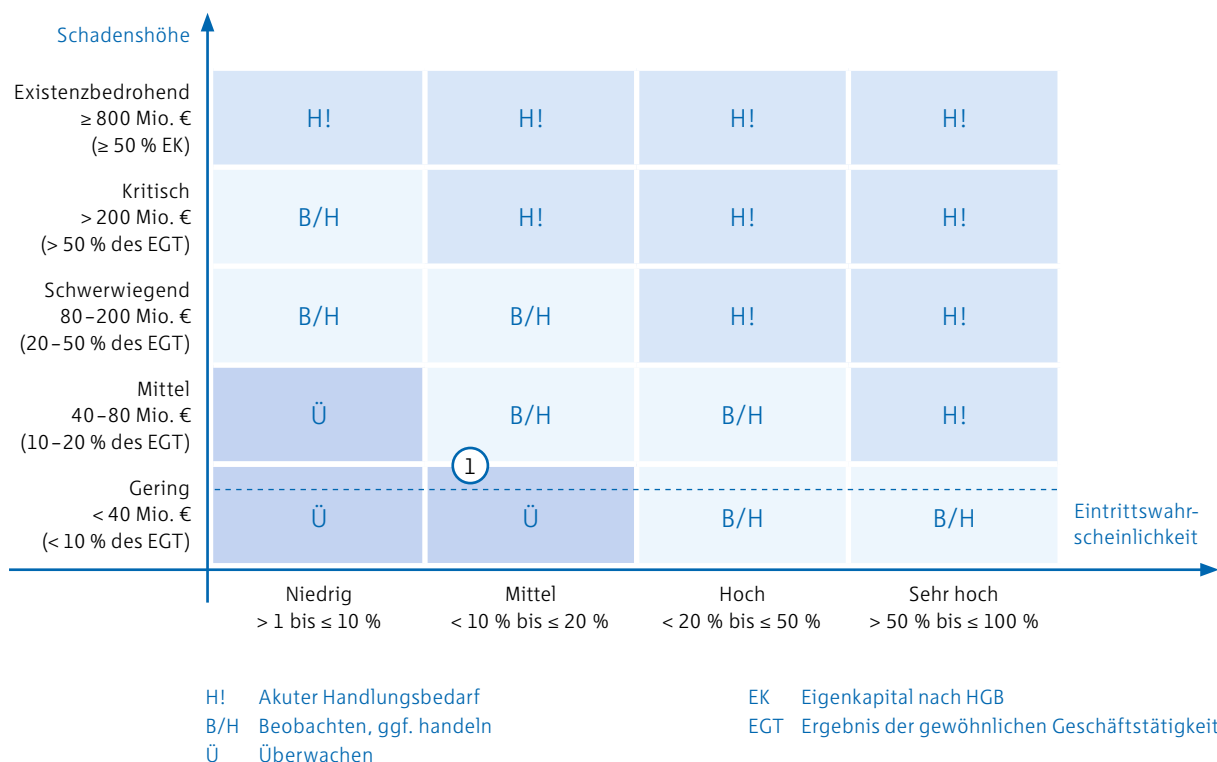 Schadenshöhe
Existenzbedrohend
≥ 800 Mio. €
(≥ 50 % EK)
H! H! H! H!
Kritisch
> 200 Mio. €
(> 50 % des EGT)
B/H H! H! H!
Schwerwiegend
80–200 Mio. €
(20–50 % des EGT)
B/H B/H H! H!
Mittel
40–80 Mio. €
(10–20 % des EGT)
Ü B/H B/H H!
1
Gering
< 40 Mio. €
(< 10 % des EGT)
Ü Ü B/H B/H
Eintrittswahr-
scheinlichkeit
Niedrig
> 1 bis ≤ 10 %
Mittel
< 10 % bis ≤ 20 %
Hoch
< 20 % bis ≤ 50 %
Sehr hoch
> 50 % bis ≤ 100 %
H! Akuter Handlungsbedarf
B/H Beobachten, ggf. handeln
Ü Überwachen
EK Eigenkapital nach HGB
EGT Ergebnis der gewöhnlichen Geschäftstätigkeit